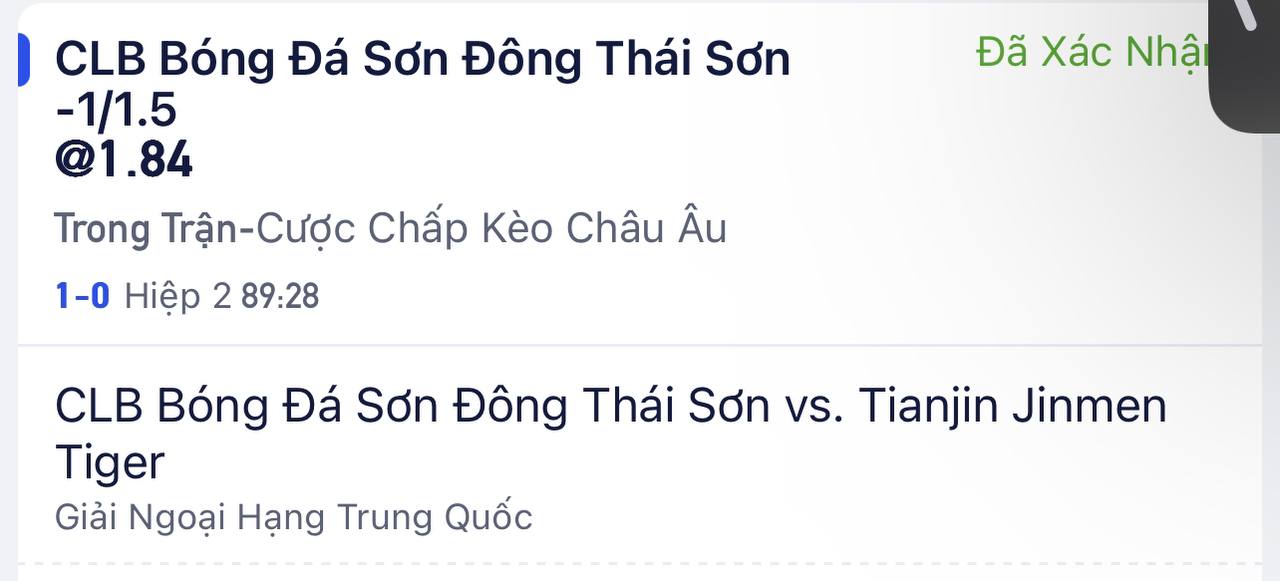 CLB Bóng Đá Sơn Đông Thái Sơn
-1/1.5
@1.84
Đã Xác
Trong Trận-Cược Chấp Kèo Châu Âu
1-0 Hiệp 2 89:28
CLB Bóng Đá Sơn Đông Thái Sơn vs. Tianjin Jinmen
Tiger
Giải Ngoại Hạng Trung Quốc